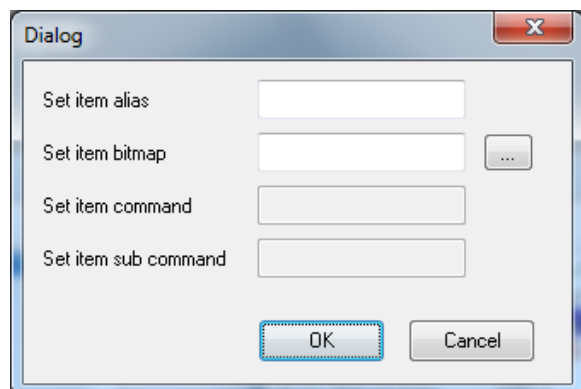 Dialog
Set item alias
Set item bitmap
...
Set item command
Set item sub command
OK
Cancel